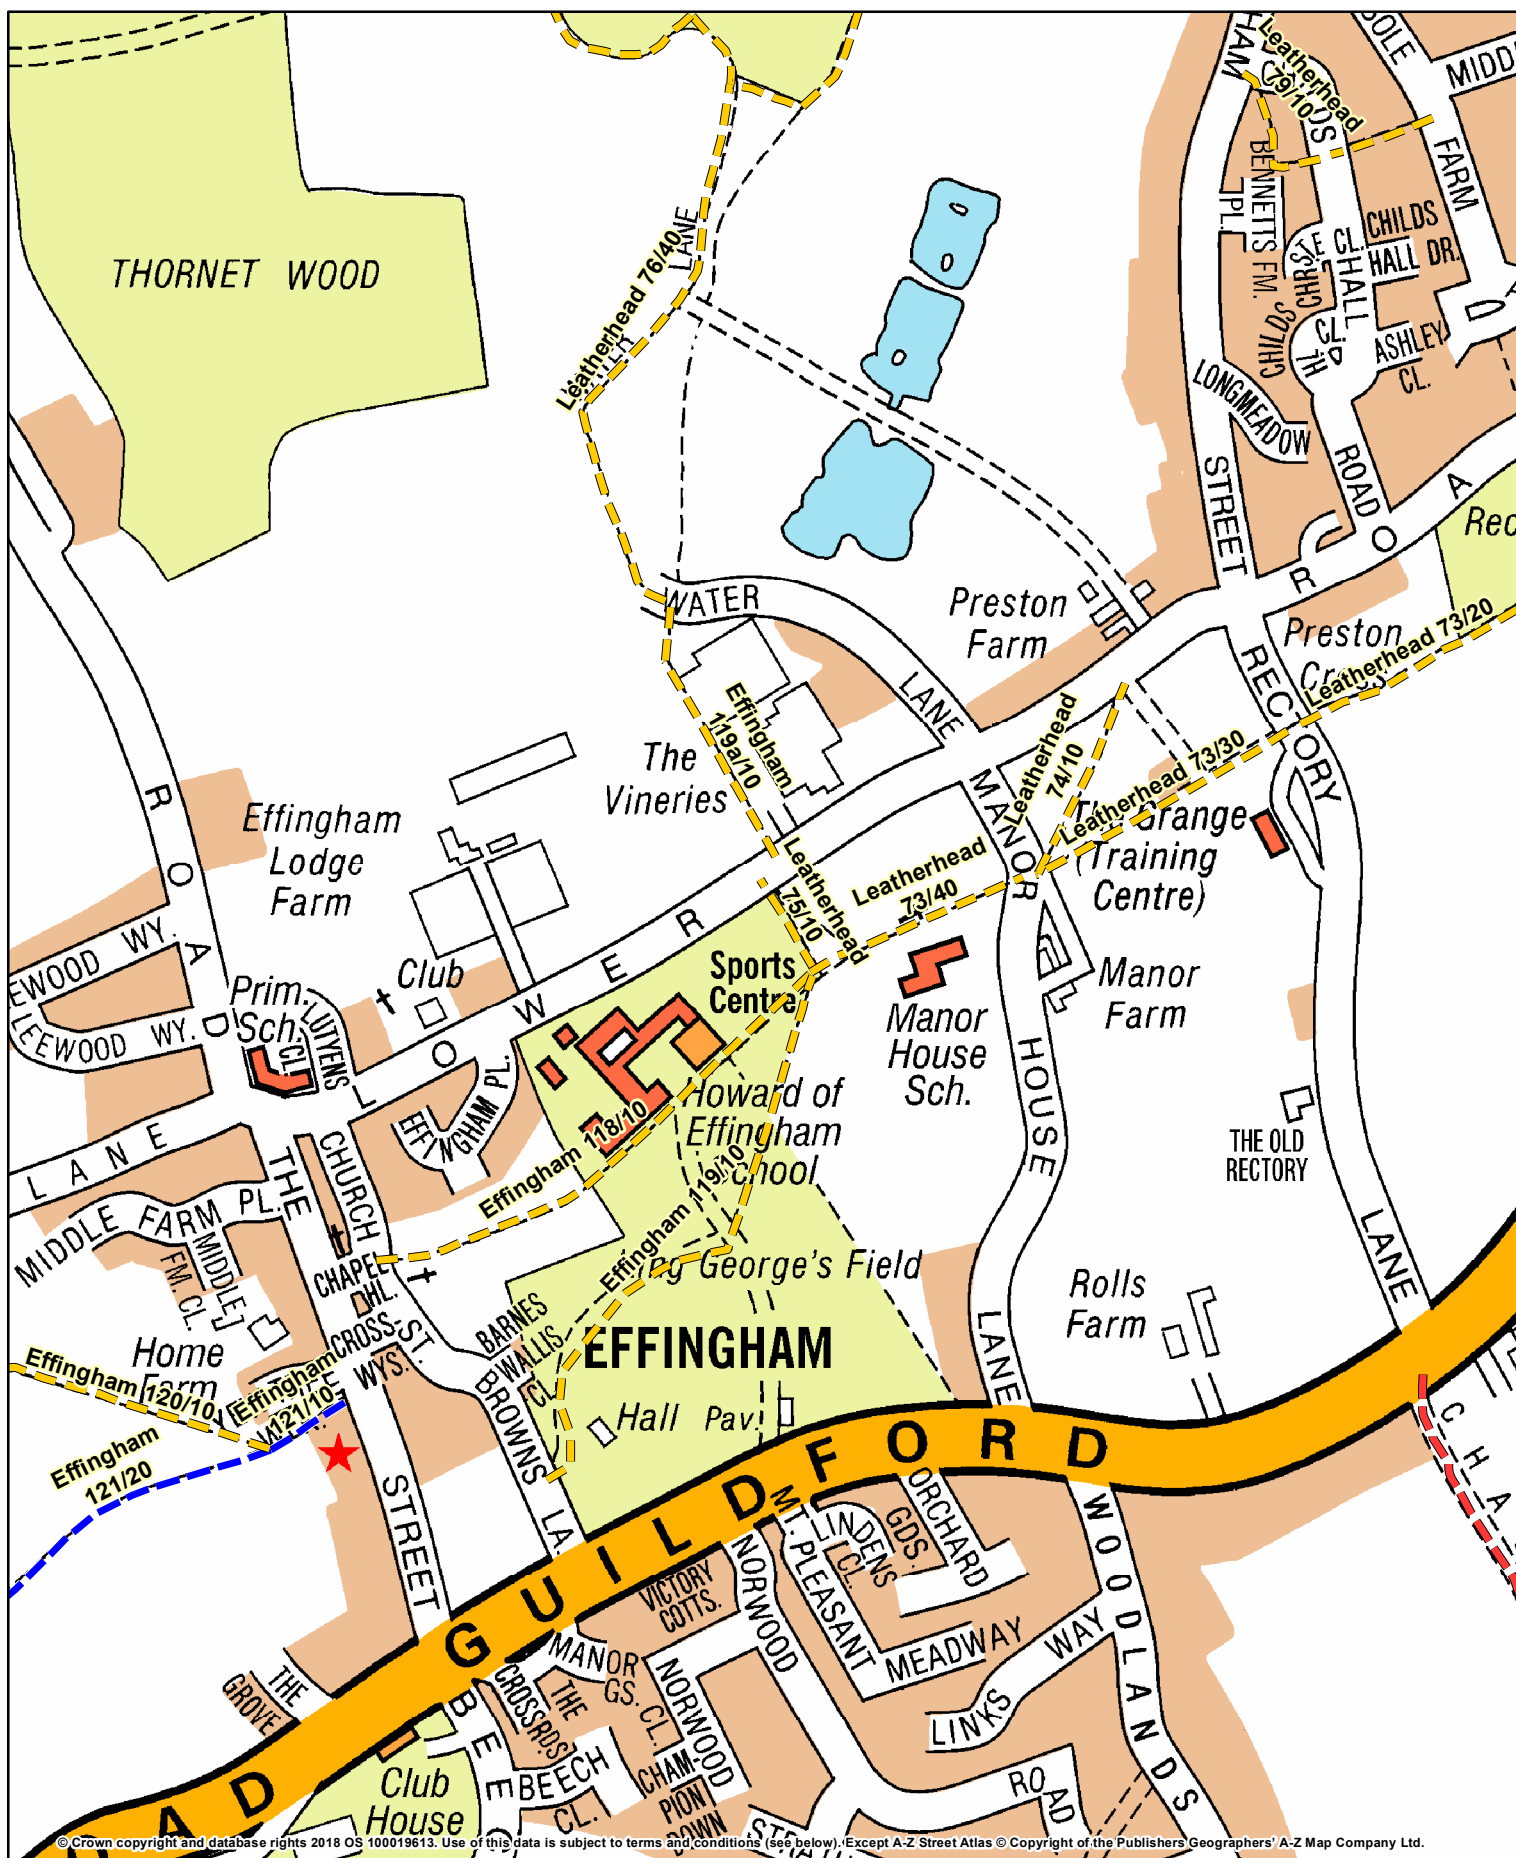 HAM
Leatherhead
79/10
OLE
MIDD
FARM
BENNETTS FM.
PL.
CHILDS
HALL DR.
CHRSTE CL.
CHALL
CHILDS
HL
CL.
ASHLEY
CL.
LONGMEADOW
ROAD
STREET
THORNET WOOD
LANE
Leatherhead 76/40
R O A
Rec
WATER
LANE
Preston
Farm
Preston
Leatherhead 73/20
RECTORY
LANE
Effingham
119a/10
The
Vineries
Leatherhead
74/10
Leatherhead 73/30
The Grange
(Training
Centre)
MANOR
HOUSE
LANE
Leatherhead
75/10
Leatherhead
73/40
R O A D
Effingham
Lodge
Farm
Club
LOWER
EWOOD WY.
LEEWOOD WY.
Prim.
Sch.
LUTYENS
CL.
Sports
Centre
Manor
House
Sch.
Manor
Farm
EFFINGHAM PL.
Howard of
Effingham
School
Effingham 118/10
Effingham 119/10
THE OLD
RECTORY
LANE
MIDDLE FARM PL.
MIDDLE
FM. CL.
THE
STREET
CHURCH
ST.
CHAPEL
HL.
CROSS-
WYS.
King George's Field
EFFINGHAM
Hall
Pav.
BARNES
WALLIS
CL.
BROWNS
LA.
Rolls
Farm
Home
Farm
Effingham 120/10
Effingham
121/10
Effingham
121/20
GUILDFORD
C H A
WOODLANDS
MT. PLEASANT
LINDENS
CL.
ORCHARD
GDS.
NORWOOD
VICTORY
COTTS.
MEADWAY
LINKS WAY
MANOR
GS. CL.
NORWOOD
THE
CROSSRDS.
THE
GROVE
BEEC
BEECH
CL.
CHAM-
PION
DOWN
ROAD
Club
House
A D
© Crown copyright and database rights 2018 OS 100019613. Use of this data is subject to terms and conditions (see below). Except A-Z Street Atlas © Copyright of the Publishers Geographers' A-Z Map Company Ltd.